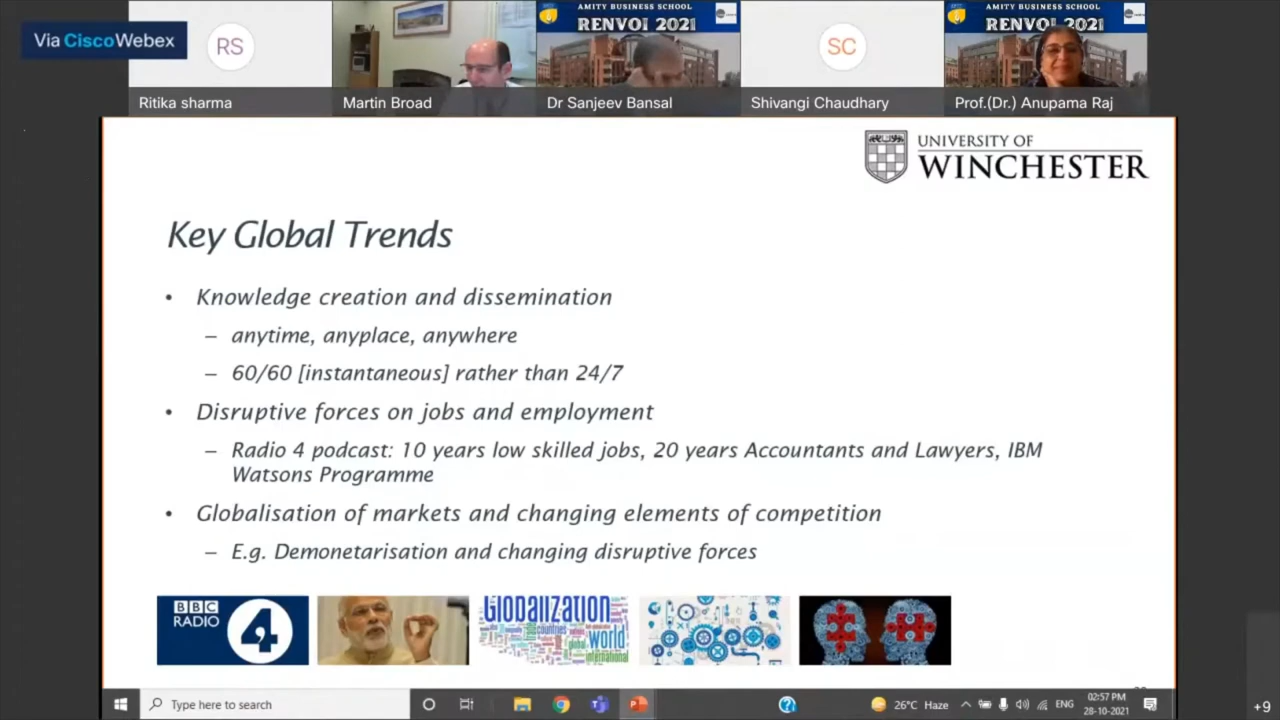 Via CiscoWebex
RS
Ritika sharma
Martin Broad
AMITY BUSINESS SCHOOL
RENVOI 2021
Dr Sanjeev Bansal
SC
Shivangi Chaudhary
AMITY BUSINESS SCHOOL
RENVOI 2021
Prof.(Dr.) Anupama Raj
UNIVERSITY OF
WINCHESTER
Key Global Trends
• Knowledge creation and dissemination
– anytime, anyplace, anywhere
– 60/60 [instantaneous] rather than 24/7
• Disruptive forces on jobs and employment
– Radio 4 podcast: 10 years low skilled jobs, 20 years Accountants and Lawyers, IBM
Watsons Programme
• Globalisation of markets and changing elements of competition
– E.g. Demonetarisation and changing disruptive forces
BBC
RADIO
4
Globalization
countries
world
international
Type here to search
26°C Haze
ENG
02:57 PM
28-10-2021
+9